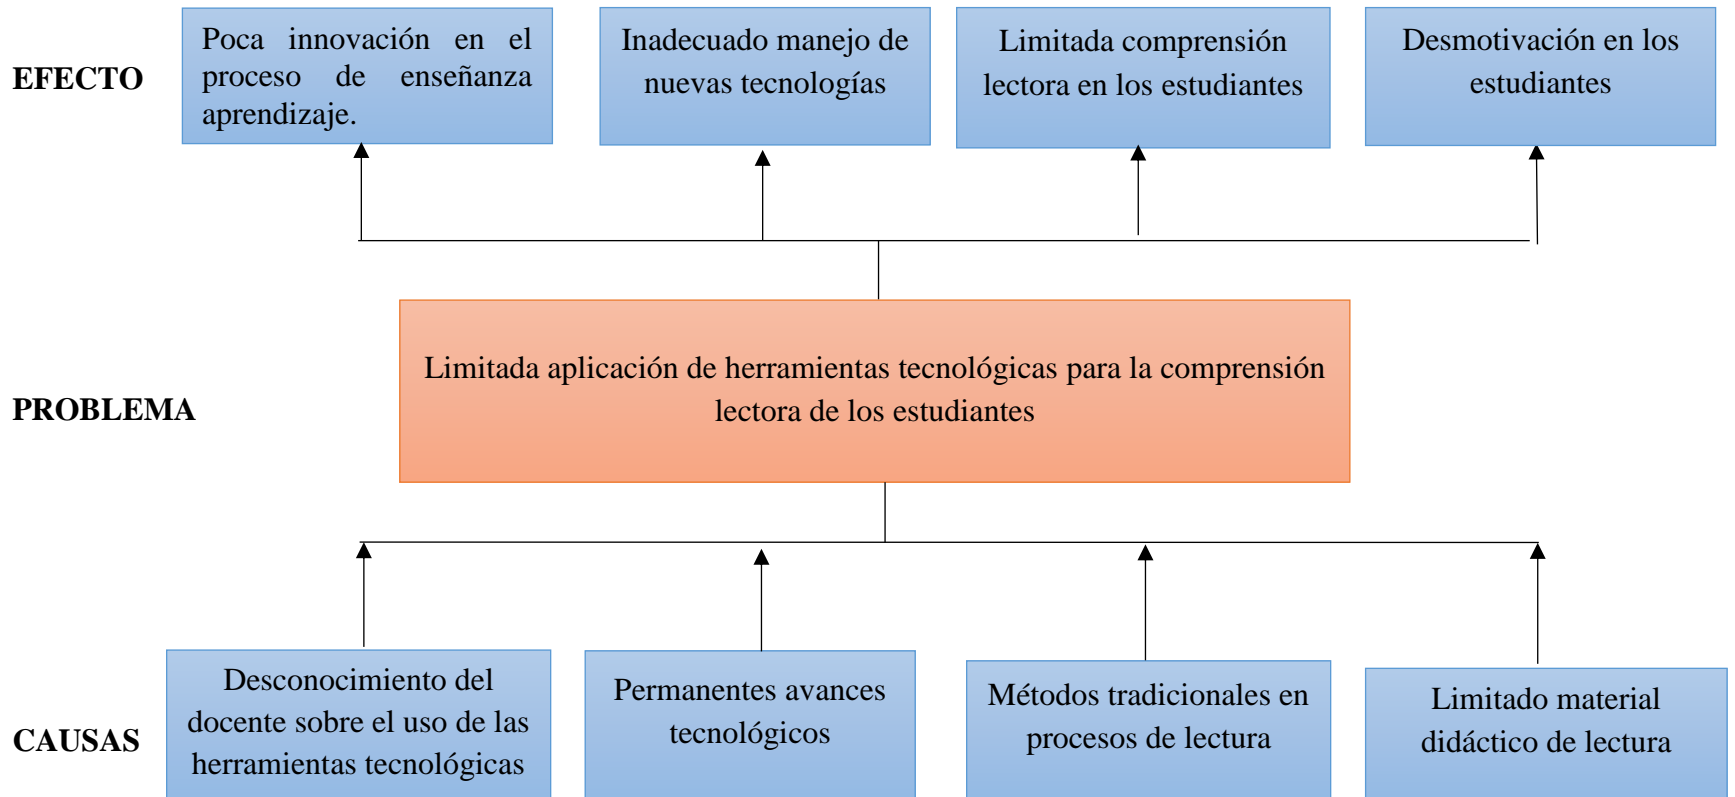 EFECTO
Poca innovación en el
proceso de enseñanza
aprendizaje.
Inadecuado manejo de
nuevas tecnologías
Limitada comprensión
lectora en los estudiantes
Desmotivación en los
estudiantes
PROBLEMA
Limitada aplicación de herramientas tecnológicas para la comprensión
lectora de los estudiantes
CAUSAS
Desconocimiento del
docente sobre el uso de las
herramientas tecnológicas
Permanentes avances
tecnológicos
Métodos tradicionales en
procesos de lectura
Limitado material
didáctico de lectura